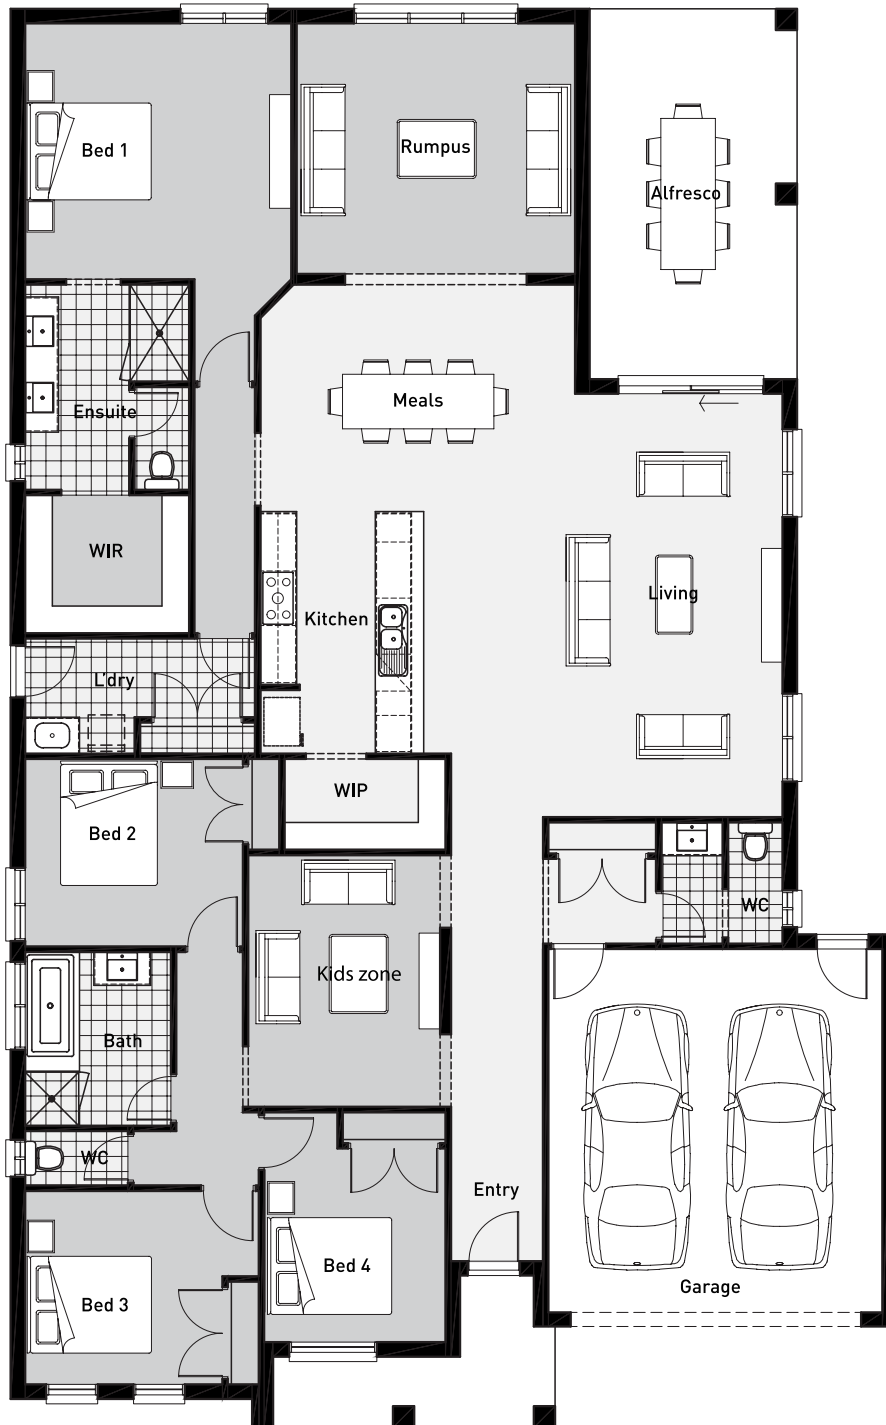 Bed 1
Rumpus
Alfresco
Ensuite
Meals
WIR
Kitchen
Living
L'dry
WIP
Bed 2
WC
Kids zone
Bath
WC
Entry
Bed 4
Garage
Bed 3